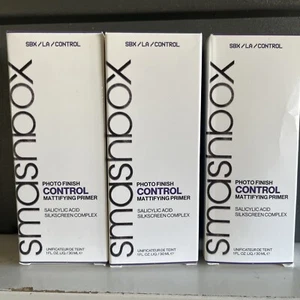 SBX/LA/CONTROL
smashbox
PHOTO FINISH
CONTROL
MATTIFYING PRIMER
SALICYLIC ACID
SILKSCREEN COMPLEX
UNIFICATEUR DE TEINT
1 FL. OZ. LIQ. / 30 ML ℮
SBX/LA/CONTROL
smashbox
PHOTO FINISH
CONTROL
MATTIFYING PRIMER
SALICYLIC ACID
SILKSCREEN COMPLEX
UNIFICATEUR DE TEINT
1 FL. OZ. LIQ. / 30 ML ℮
SBX/LA/CONTROL
smashbox
PHOTO FINISH
CONTROL
MATTIFYING PRIMER
SALICYLIC ACID
SILKSCREEN COMPLEX
UNIFICATEUR DE TEINT
1 FL. OZ. LIQ. / 30 ML ℮